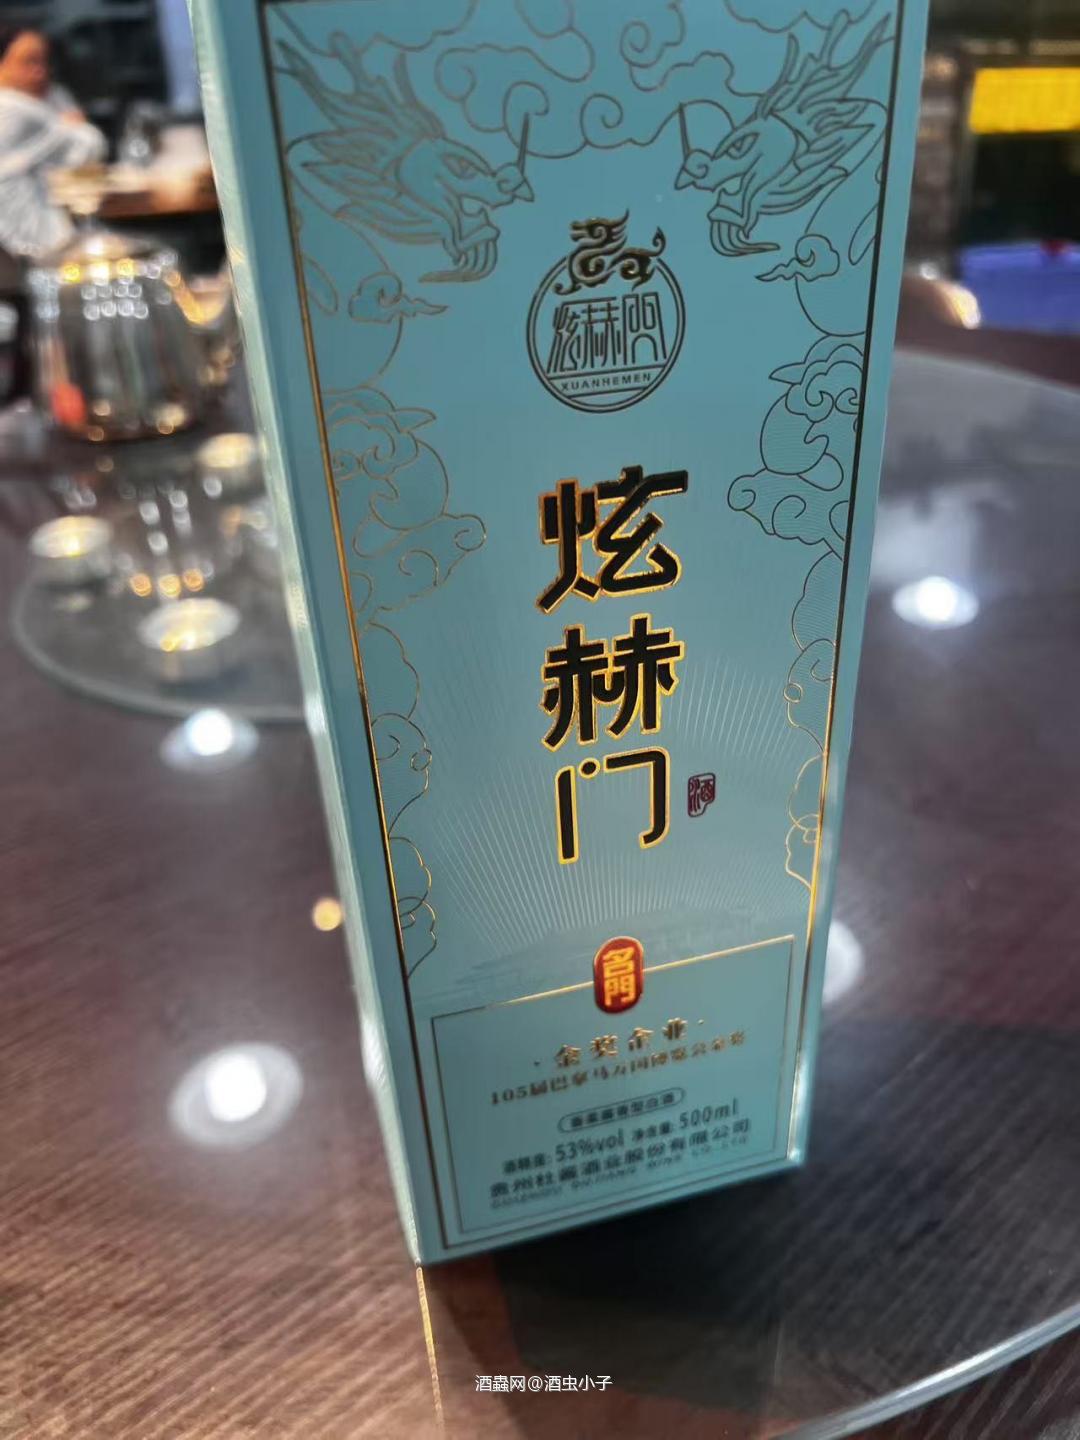 炫赫门
XUANHEMEN
炫赫门
酒
名門
·金奖企业·
105届巴拿马万国博览会金奖
柔酱香型白酒
酒精度:53%vol 净含量:500ml
贵州杜酱酒业股份有限公司
酒蟲网@酒虫小子